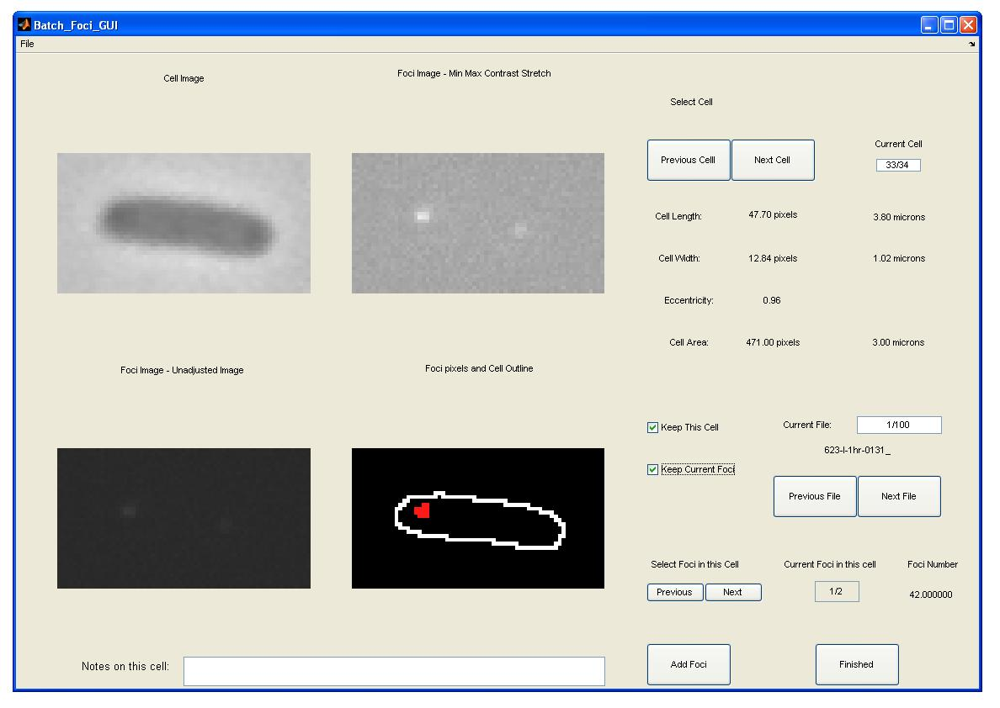 Batch_Foci_GUI
File
Cell Image
Foci Image - Min Max Contrast Stretch
Select Cell
Previous Celll
Next Cell
Current Cell
33/34
Cell Length:
47.70 pixels
3.80 microns
Cell Width:
12.84 pixels
1.02 microns
Eccentricity:
0.96
Cell Area:
471.00 pixels
3.00 microns
Foci Image - Unadjusted Image
Foci pixels and Cell Outline
Keep This Cell
Current File:
1/100
623-l-1hr-0131_
Keep Current Foci
Previous File
Next File
Select Foci in this Cell
Current Foci in this cell
Foci Number
Previous
Next
1/2
42.000000
Notes on this cell:
Add Foci
Finished